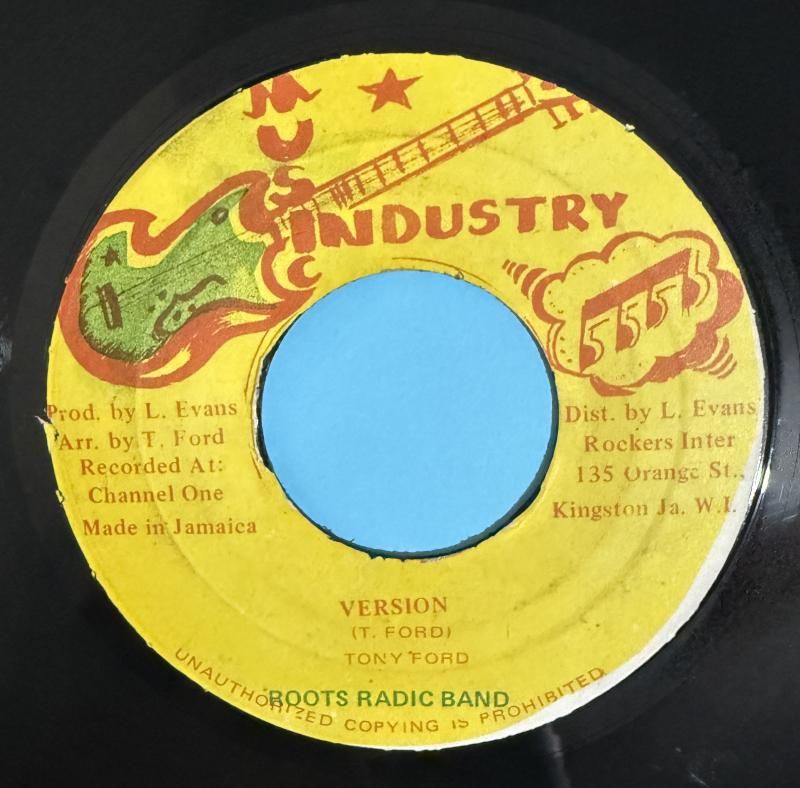 MUSIC
INDUSTRY
5555
Prod. by L. Evans
Arr. by T. Ford
Recorded At:
Channel One
Made in Jamaica
Dist. by L. Evans
Rockers Inter
135 Orange St.,
Kingston Ja. W.I.
VERSION
(T. FORD)
TONY FORD
ROOTS RADIC BAND
UNAUTHORIZED COPYING IS PROHIBITED